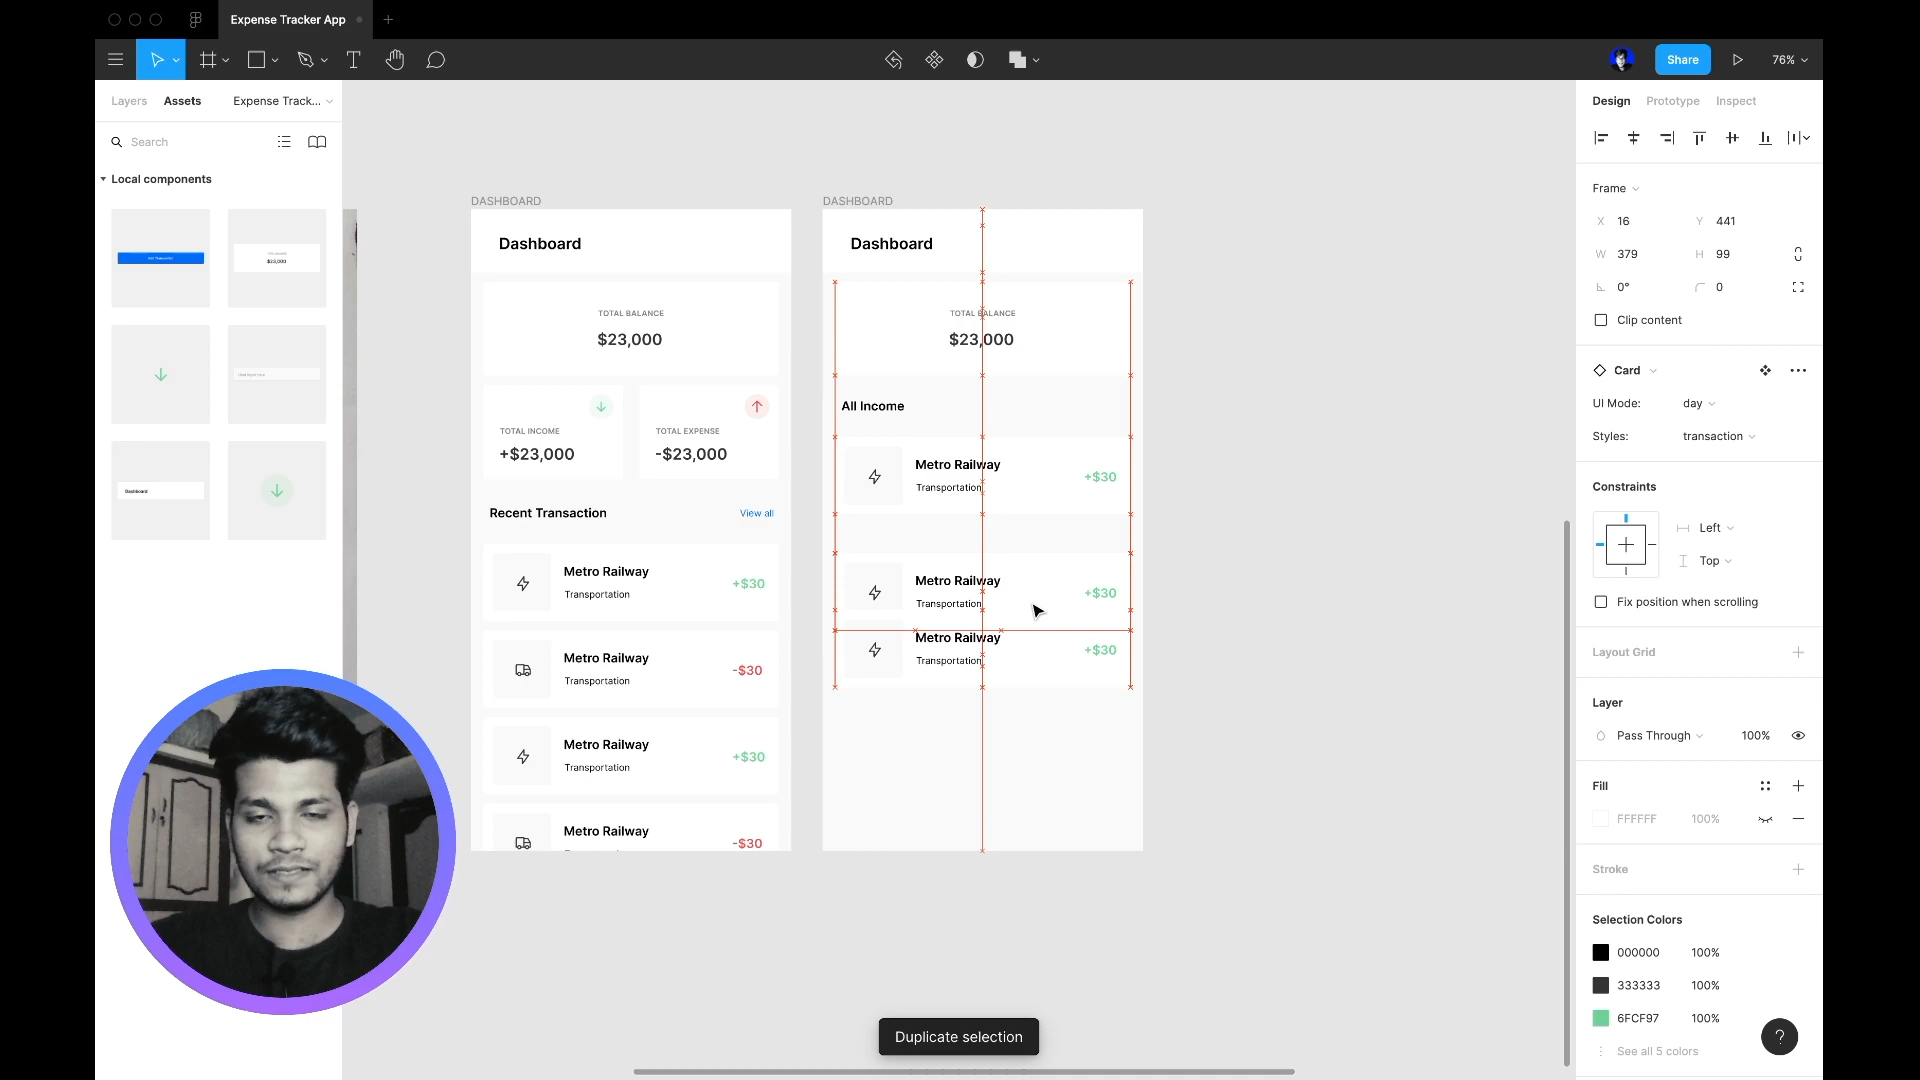 Expense Tracker App
Share
76%
Layers
Assets
Expense Track...
Search
Local components
$23,000
Dashboard
DASHBOARD
Dashboard
TOTAL BALANCE
$23,000
TOTAL INCOME
+$23,000
TOTAL EXPENSE
-$23,000
Recent Transaction
View all
Metro Railway
Transportation
+$30
Metro Railway
Transportation
-$30
Metro Railway
Transportation
+$30
Metro Railway
-$30
DASHBOARD
Dashboard
TOTAL BALANCE
$23,000
All Income
Metro Railway
Transportation
+$30
Metro Railway
Transportation
+$30
Metro Railway
Transportation
+$30
Duplicate selection
Design
Prototype
Inspect
Frame
X 16
Y 441
W 379
H 99
0°
0
Clip content
Card
UI Mode: day
Styles: transaction
Constraints
Left
Top
Fix position when scrolling
Layout Grid
Layer
Pass Through
100%
Fill
FFFFFF 100%
Stroke
Selection Colors
000000 100%
333333 100%
6FCF97 100%
See all 5 colors
?